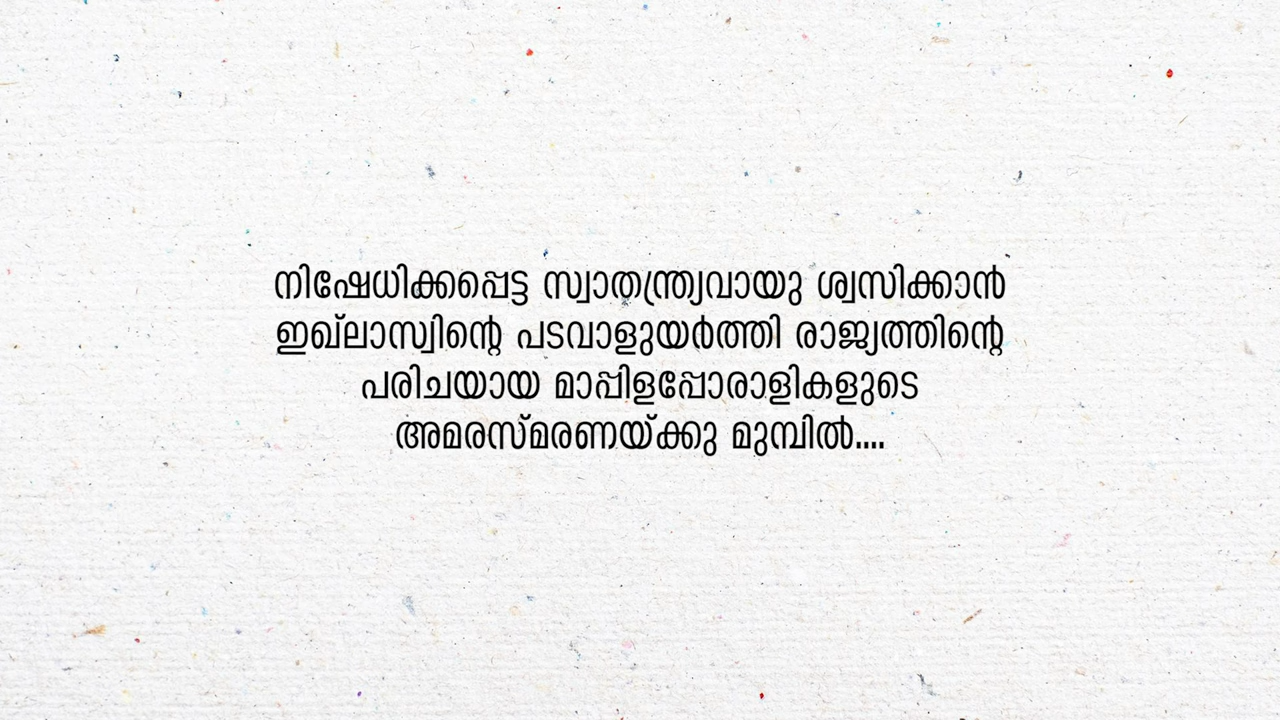 നിഷേധിക്കപ്പെട്ട സ്വാതന്ത്ര്യവായു ശ്വസിക്കാൻ
ഇഖ്‌ലാസ്വിന്റെ പടവാളുയർത്തി രാജ്യത്തിന്റെ
പരിചയായ മാപ്പിളപ്പോരാളികളുടെ
അമരസ്മരണയ്ക്കു മുമ്പിൽ....